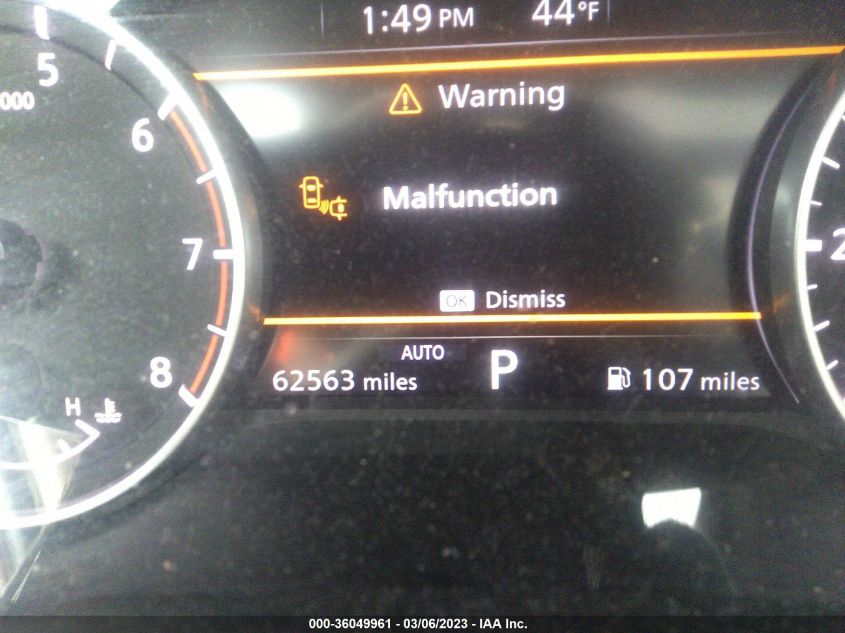 1:49 PM 44°F
5
000
6
Warning
Malfunction
7
2
OK Dismiss
AUTO
8
62563 miles P 107 miles
H
000-36049961 - 03/06/2023 - IAA Inc.